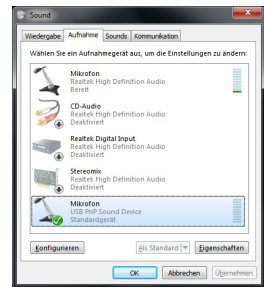 Sound
Wiedergabe Aufnahme Sounds Kommunikation
Wählen Sie ein Aufnahmegerät aus, um die Einstellungen zu ändern:
Mikrofon
Realtek High Definition Audio
Bereit
CD-Audio
Realtek High Definition Audio
Deaktiviert
Realtek Digital Input
Realtek High Definition Audio
Deaktiviert
Stereomix
Realtek High Definition Audio
Deaktiviert
Mikrofon
USB PnP Sound Device
Standardgerät
Konfigurieren Als Standard Eigenschaften
OK Abbrechen Übernehmen